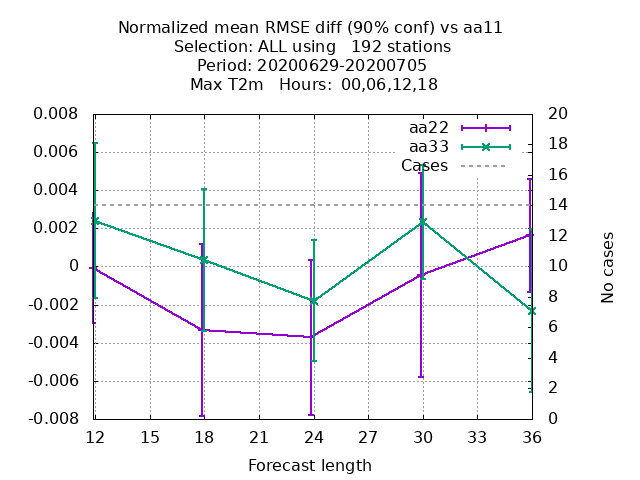 Normalized mean RMSE diff (90% conf) vs aa11
Selection: ALL using   192 stations
Period: 20200629-20200705
Max T2m   Hours: 00,06,12,18
0.008
0.006
0.004
0.002
0
-0.002
-0.004
-0.006
-0.008
20
18
16
14
12
10
8
6
4
2
0
aa22
aa33
Cases
No cases
12 15 18 21 24 27 30 33 36
Forecast length